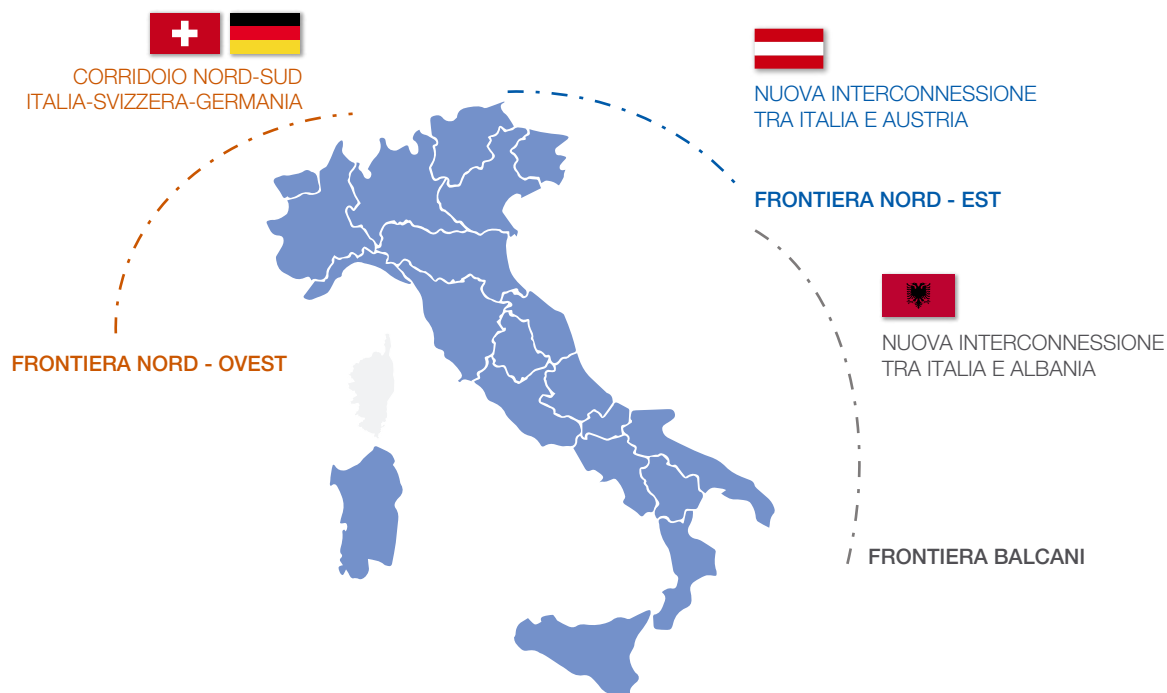 CORRIDOIO NORD-SUD
ITALIA-SVIZZERA-GERMANIA
NUOVA INTERCONNESSIONE
TRA ITALIA E AUSTRIA
FRONTIERA NORD - EST
NUOVA INTERCONNESSIONE
TRA ITALIA E ALBANIA
FRONTIERA NORD - OVEST
FRONTIERA BALCANI